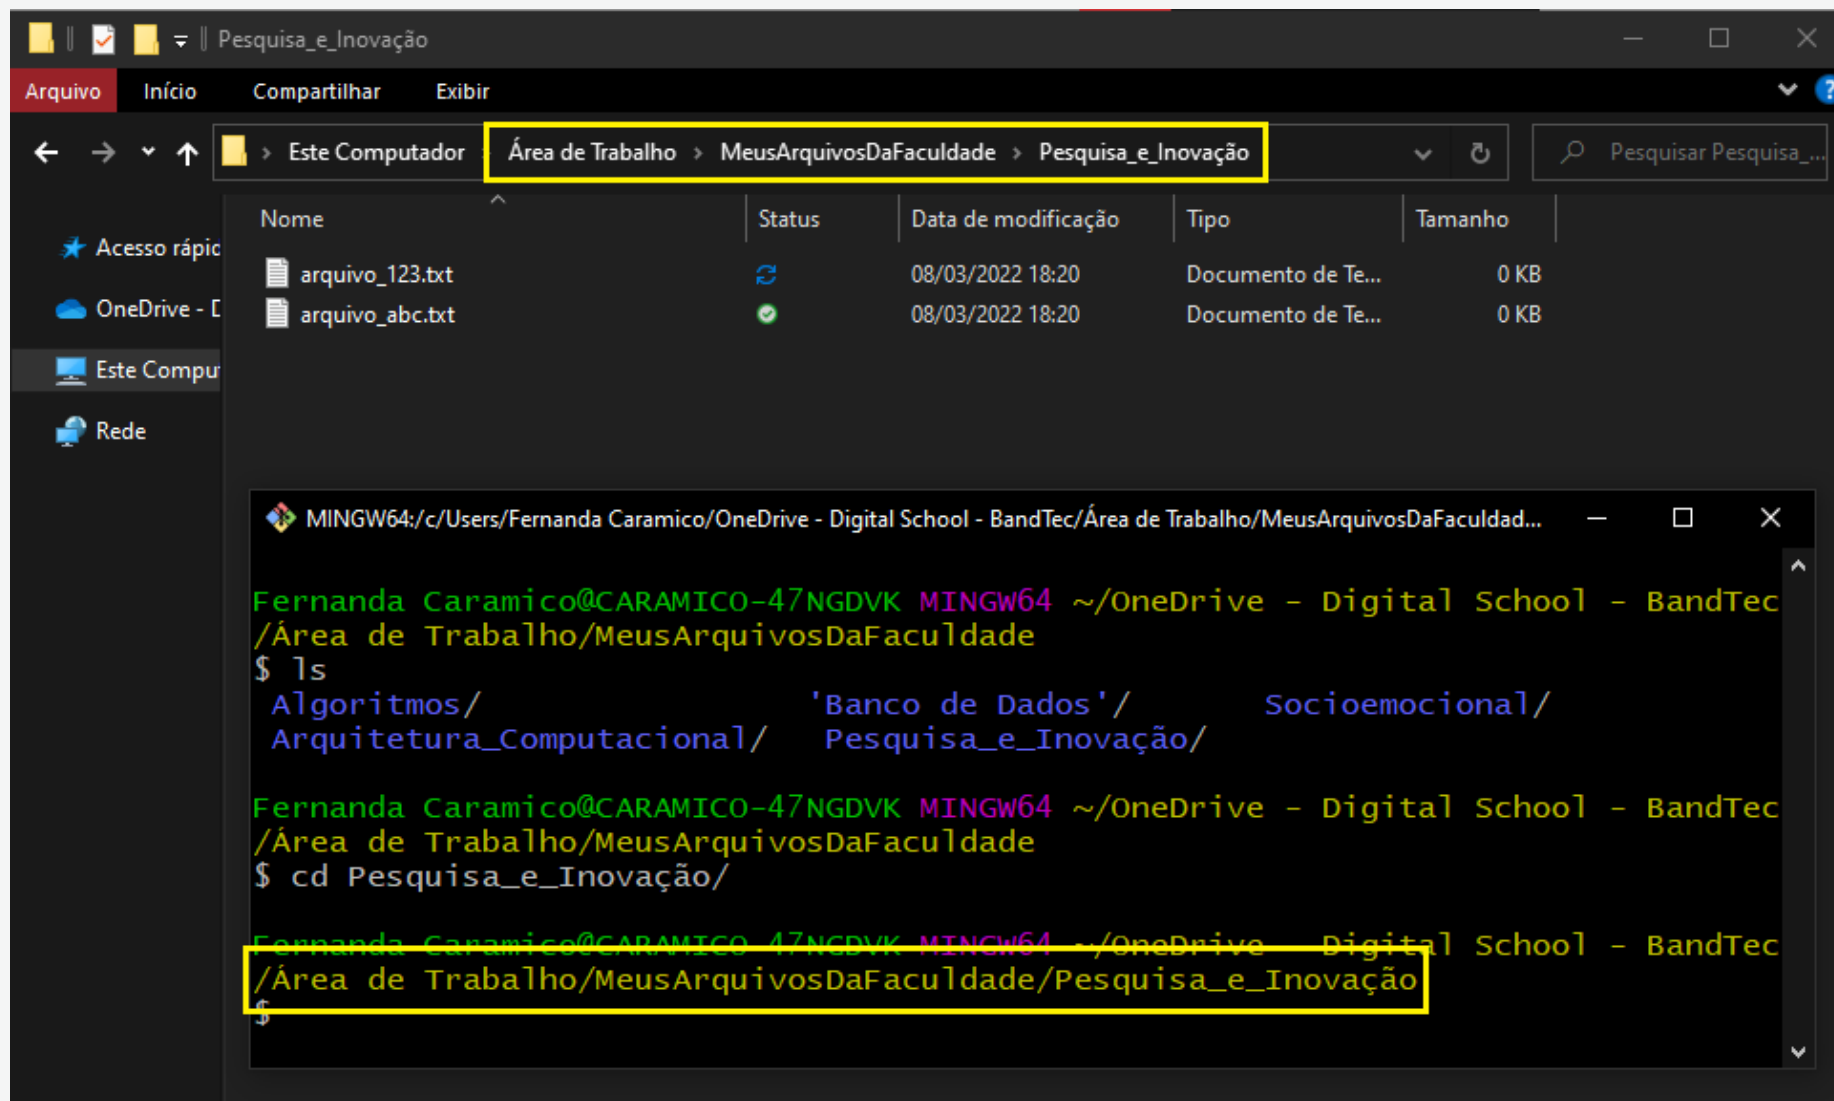 Pesquisa_e_Inovação
Arquivo Início Compartilhar Exibir
Este Computador > Área de Trabalho > MeusArquivosDaFaculdade > Pesquisa_e_Inovação
Pesquisar Pesquisa_...
Nome Status Data de modificação Tipo Tamanho
arquivo_123.txt 08/03/2022 18:20 Documento de Te... 0 KB
arquivo_abc.txt 08/03/2022 18:20 Documento de Te... 0 KB
Acesso rápic
OneDrive - D
Este Compu
Rede
MINGW64:/c/Users/Fernanda Caramico/OneDrive - Digital School - BandTec/Área de Trabalho/MeusArquivosDaFaculdad...
Fernanda Caramico@CARAMICO-47NGDVK MINGW64 ~/OneDrive - Digital School - BandTec
/Área de Trabalho/MeusArquivosDaFaculdade
$ ls
Algoritmos/ 'Banco de Dados'/ Socioemocional/
Arquitetura_Computacional/ Pesquisa_e_Inovação/
Fernanda Caramico@CARAMICO-47NGDVK MINGW64 ~/OneDrive - Digital School - BandTec
/Área de Trabalho/MeusArquivosDaFaculdade
$ cd Pesquisa_e_Inovação/
Fernanda Caramico@CARAMICO-47NGDVK MINGW64 ~/OneDrive - Digital School - BandTec
/Área de Trabalho/MeusArquivosDaFaculdade/Pesquisa_e_Inovação
$